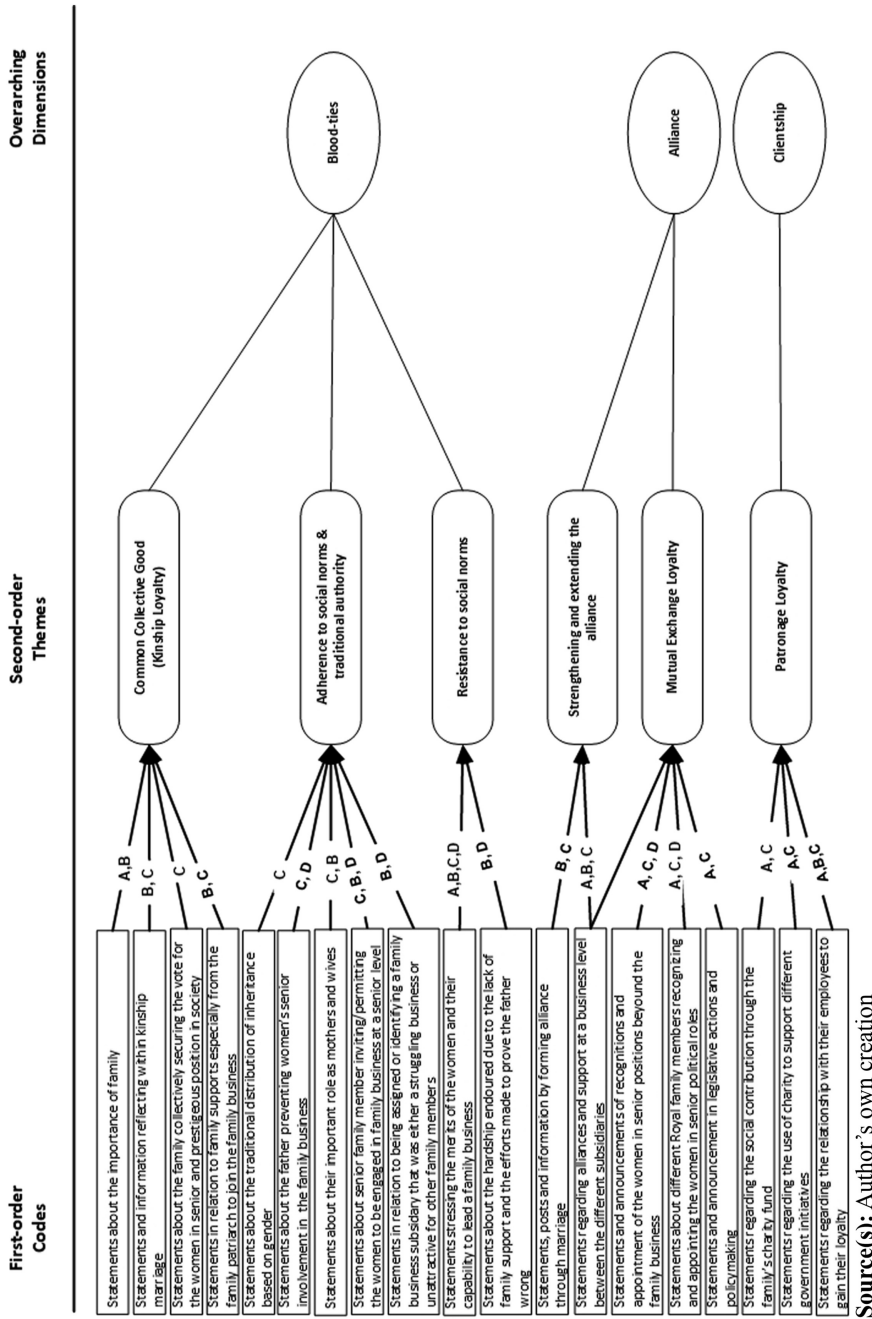 First-order
Codes
Second-order
Themes
Overarching
Dimensions
Statements about the importance of family
Statements and information reflecting within kinship
marriage
Statements about the family collectively securing the vote for
the women in senior and prestigeous position in society
Statements in relation to family supports especially from the
family patriarch to join the family business
Statements about the traditional distribution of inheritance
based on gender
Statements about the father preventing women's senior
involvement in the family business
Statements about their important role as mothers and wives
Statements about senior family member inviting/permitting
the women to be engaged in family business at a senior level
Statements in relation to being assigned or identifying a family
business subsidary that was either a struggling business or
unattractive for other family members
Statements stressing the merits of the women and their
capability to lead a family business
Statements about the hardship endoured due to the lack of
family support and the efforts made to prove the father
wrong
Statements, posts and information by forming alliance
through marriage
Statements regarding alliances and support at a business level
between the different subsidiaries
Statements and announcements of recognitions and
appointment of the women in senior positions beyound the
family business
Statements about different Royal family members recognizing
and appointing the women in senior political roles
Statements and announcement in legislative actions and
policymaking
Statements regarding the social contribution through the
family's charity fund
Statements regarding the use of charity to support different
government initiatives
Statements regarding the relationship with their employees to
gain their loyalty
A,B
B, C
C
B, C
C
C, D
C, B
C, B, D
B, D
A,B,C,D
B, D
B, C
A,B, C
A, C, D
A, C, D
A, C
A, C
A,C
A,B,C
Common Collective Good
(Kinship Loyalty)
Adherence to social norms &
traditional authority
Resistance to social norms
Strengthening and extending the
alliance
Mutual Exchange Loyalty
Patronage Loyalty
Blood-ties
Alliance
Clientship
Source(s): Author's own creation